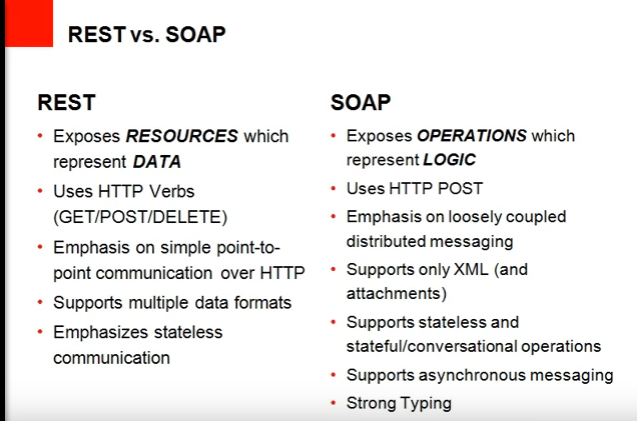 REST vs. SOAP
REST
• Exposes RESOURCES which
represent DATA
• Uses HTTP Verbs
(GET/POST/DELETE)
• Emphasis on simple point-to-
point communication over HTTP
• Supports multiple data formats
• Emphasizes stateless
communication
SOAP
• Exposes OPERATIONS which
represent LOGIC
• Uses HTTP POST
• Emphasis on loosely coupled
distributed messaging
• Supports only XML (and
attachments)
• Supports stateless and
stateful/conversational operations
• Supports asynchronous messaging
• Strong Typing